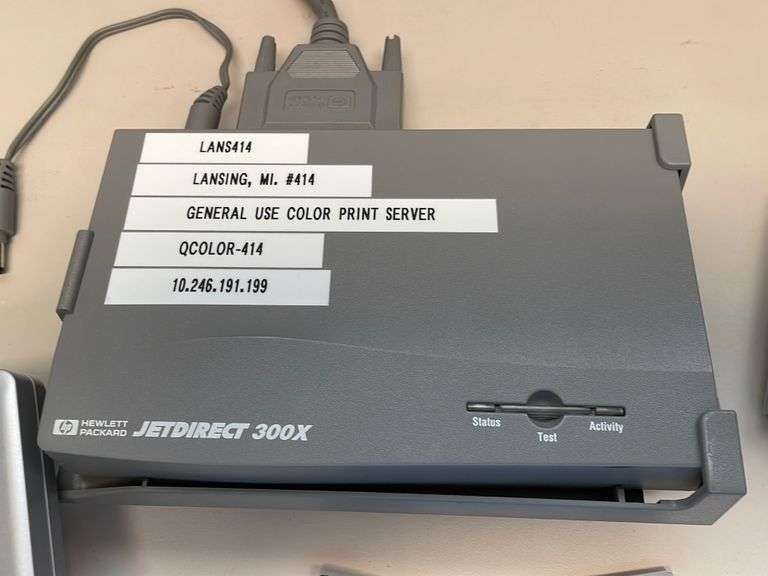 LANS414
LANSING, MI. #414
GENERAL USE COLOR PRINT SERVER
QCOLOR-414
10.246.191.199
hp HEWLETT PACKARD JETDIRECT 300X
Status Test Activity